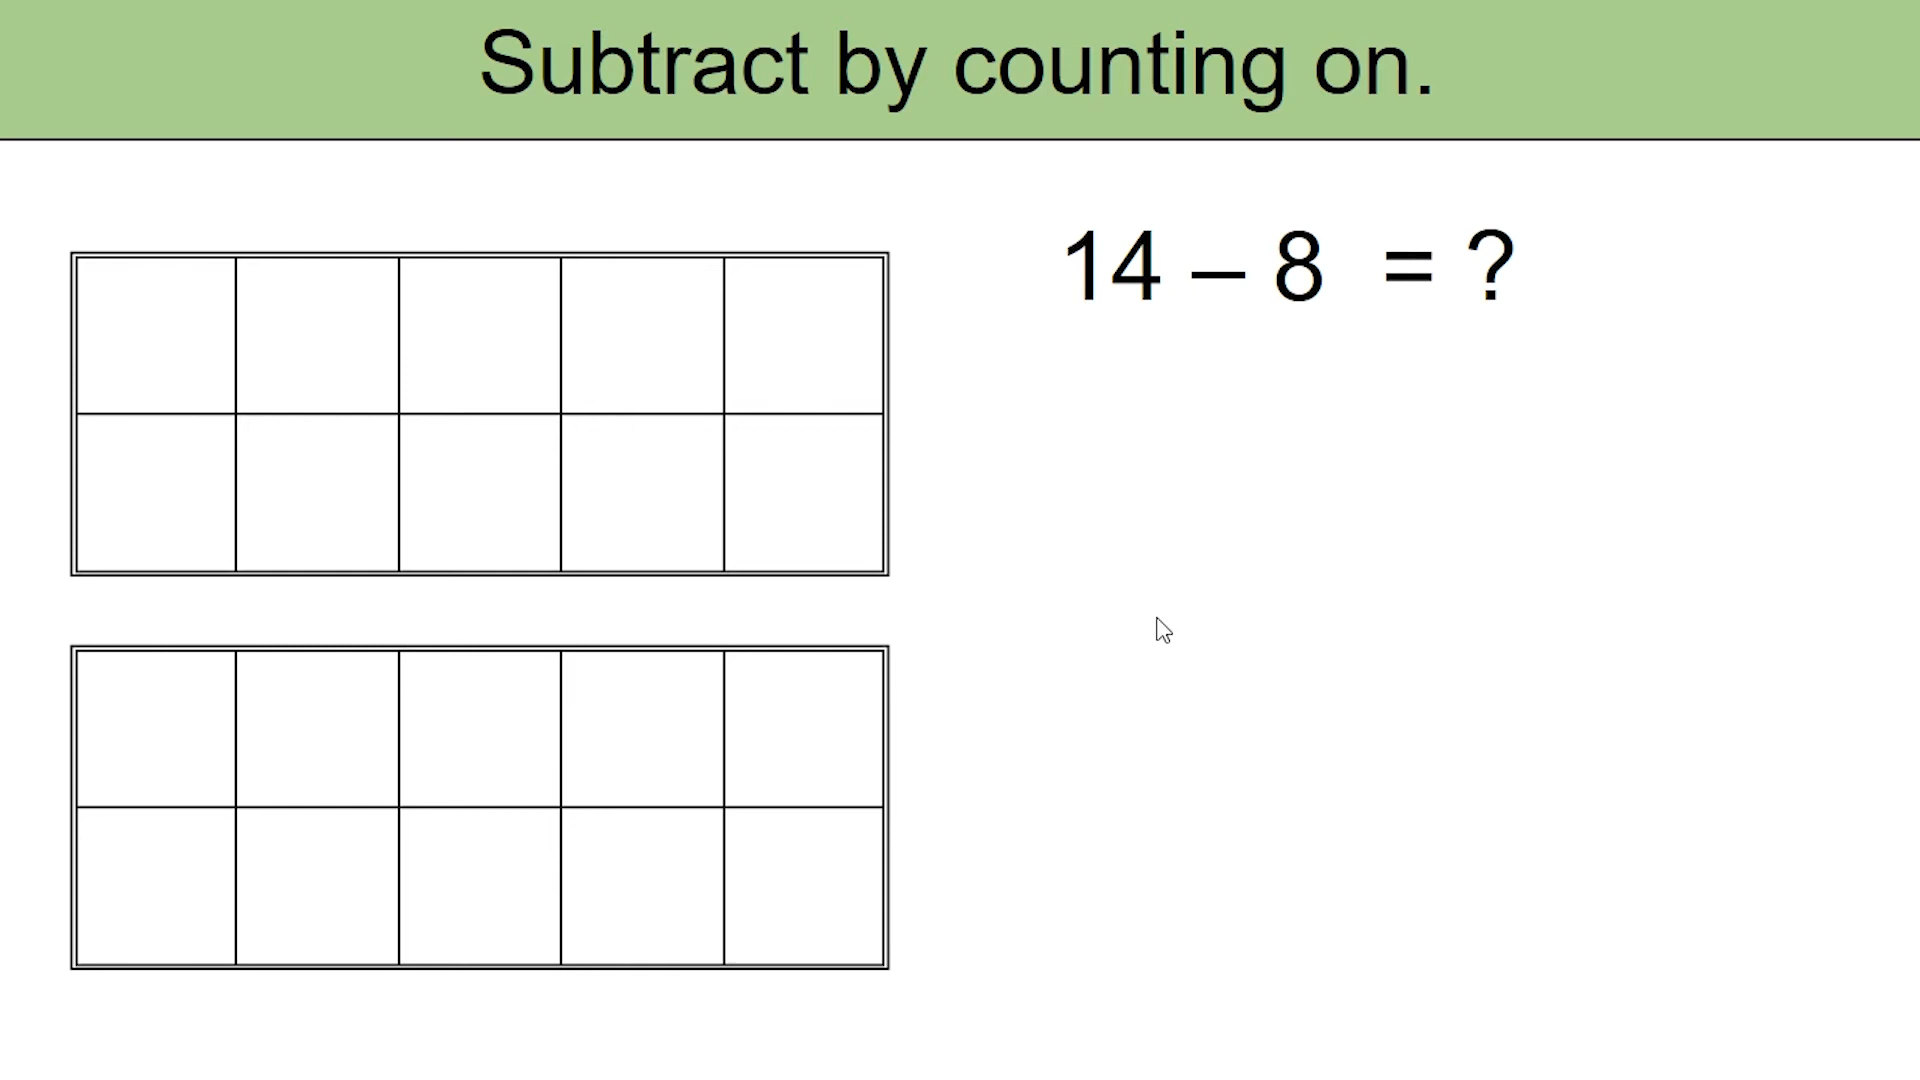 Subtract by counting on.
14 – 8 = ?